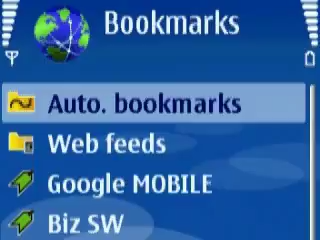 Bookmarks
Auto. bookmarks
Web feeds
Google MOBILE
Biz SW